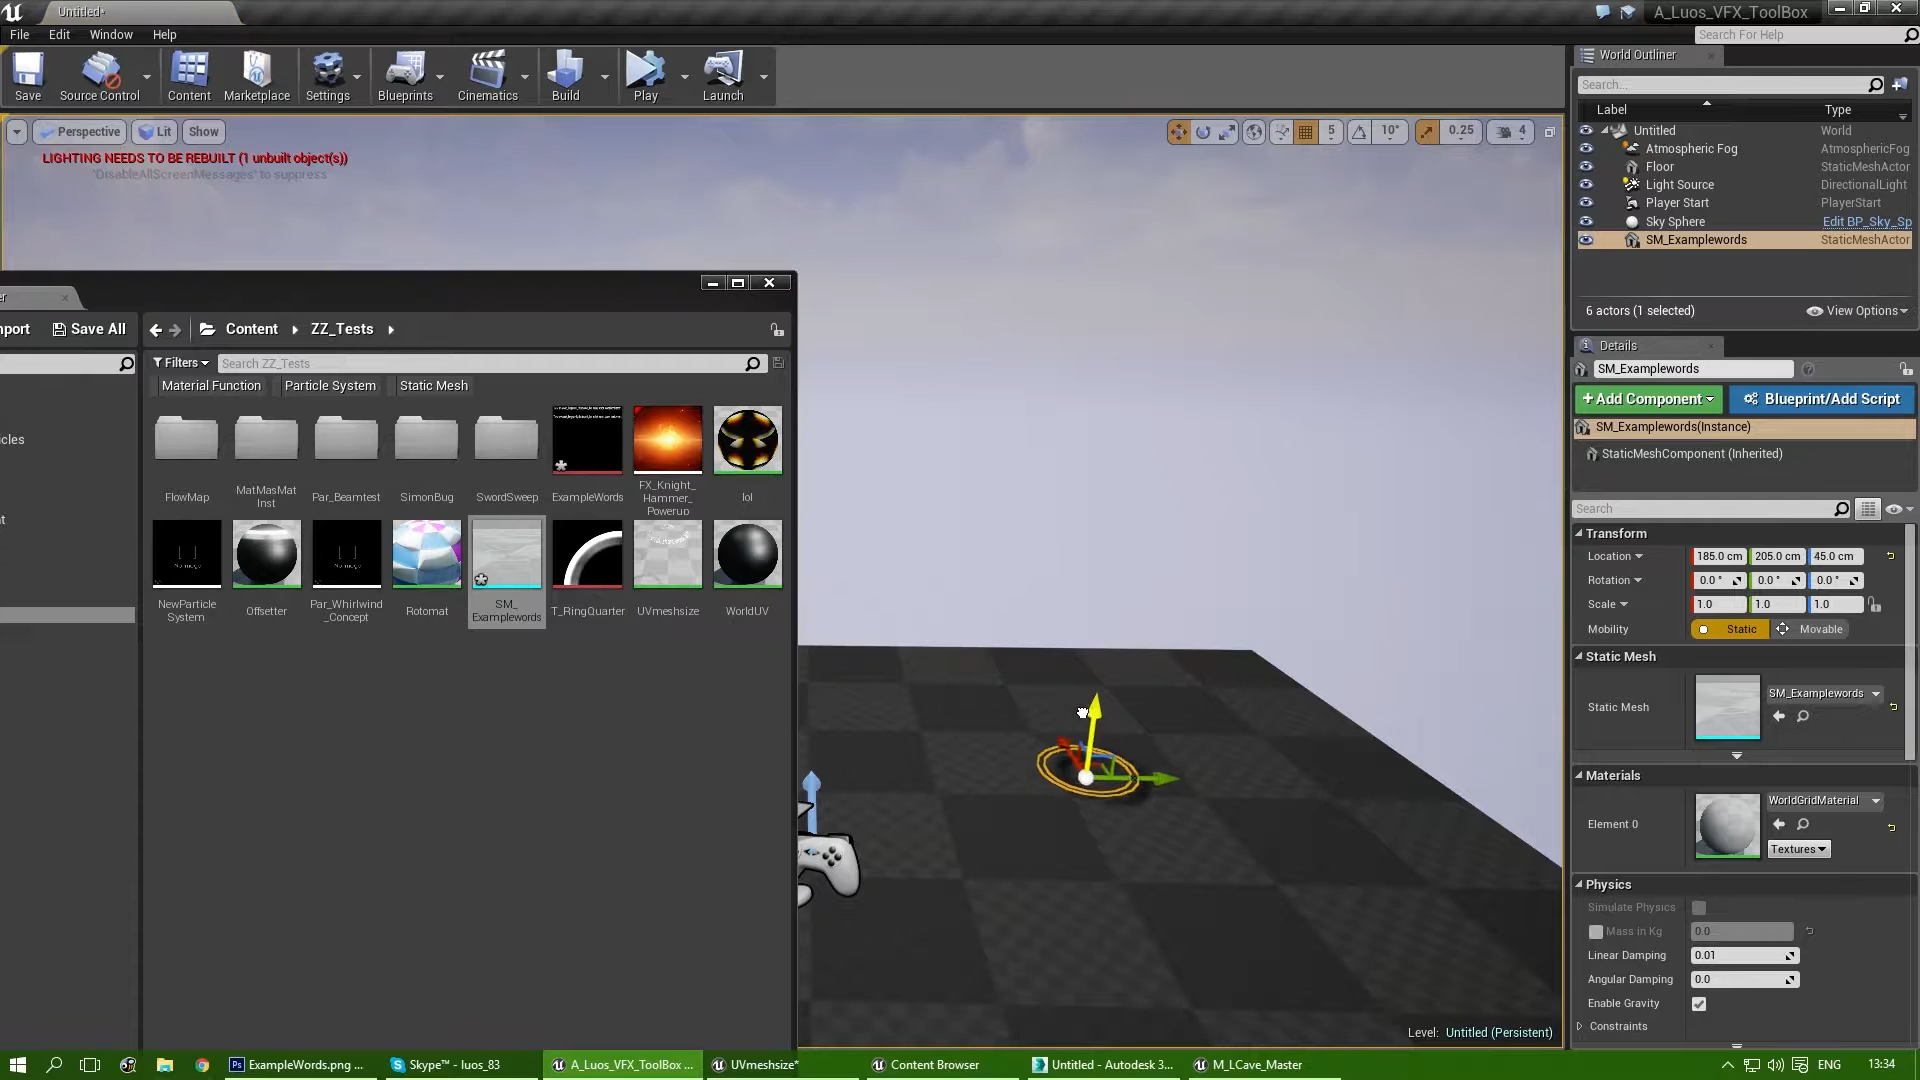 Untitled*
A_Luos_VFX_ToolBox
File Edit Window Help
Search For Help
Save Source Control Content Marketplace Settings Blueprints Cinematics Build Play Launch
World Outliner
Search...
Label Type
Perspective Lit Show
5 10° 0.25 4
LIGHTING NEEDS TO BE REBUILT (1 unbuilt object(s))
'DisableAllScreenMessages' to suppress
Untitled World
Atmospheric Fog AtmosphericFog
Floor StaticMeshActor
Light Source DirectionalLight
Player Start PlayerStart
Sky Sphere Edit BP_Sky_Sp
SM_Examplewords StaticMeshActor
6 actors (1 selected) View Options
Details
SM_Examplewords
+Add Component Blueprint/Add Script
SM_Examplewords(Instance)
StaticMeshComponent (Inherited)
Search
Transform
Location 185.0 cm 205.0 cm 45.0 cm
Rotation 0.0 ° 0.0 ° 0.0 °
Scale 1.0 1.0 1.0
Mobility Static Movable
Static Mesh
Static Mesh SM_Examplewords
Materials
Element 0 WorldGridMaterial
Textures
Physics
Simulate Physics
Mass in Kg 0.0
Linear Damping 0.01
Angular Damping 0.0
Enable Gravity
Constraints
er
mport Save All Content ZZ_Tests
Filters Search ZZ_Tests
Material Function Particle System Static Mesh
cles
t
FlowMap
MatMasMat
Inst
Par_Beamtest
SimonBug
SwordSweep
ExampleWords
FX_Knight_
Hammer_
Powerup
lol
No Image
NewParticle
System
Offsetter
No Image
Par_Whirlwind
_Concept
Rotomat
SM_
Examplewords
T_RingQuarter
UVmeshsize
WorldUV
Level: Untitled (Persistent)
ExampleWords.png ... Skype™ - luos_83 A_Luos_VFX_ToolBox ... UVmeshsize* Content Browser Untitled - Autodesk 3... M_LCave_Master ENG 13:34